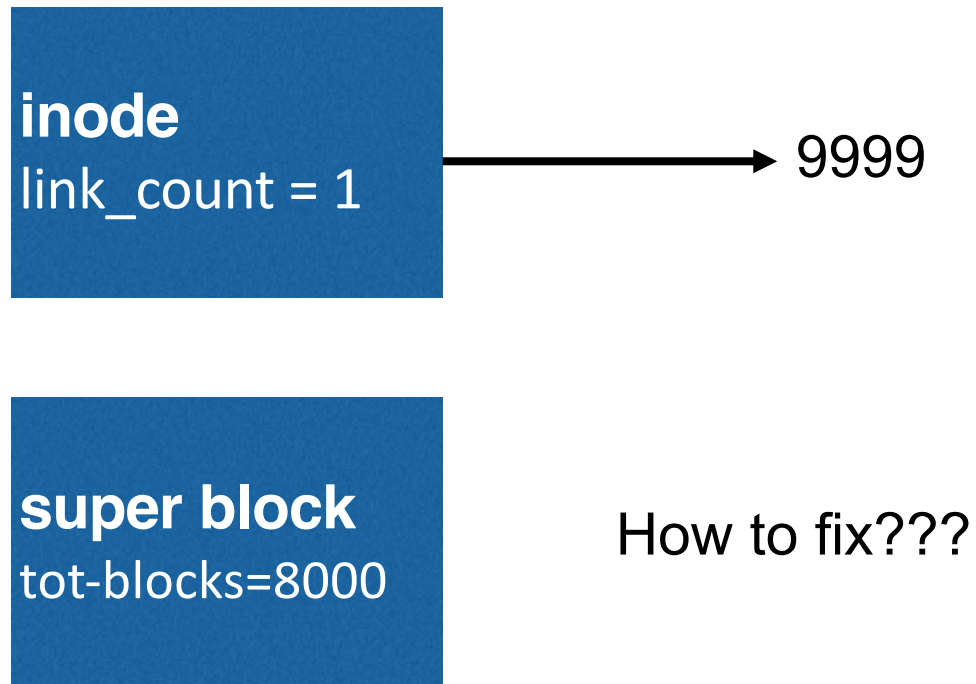 inode
link_count = 1
9999
super block
tot-blocks=8000
How to fix???